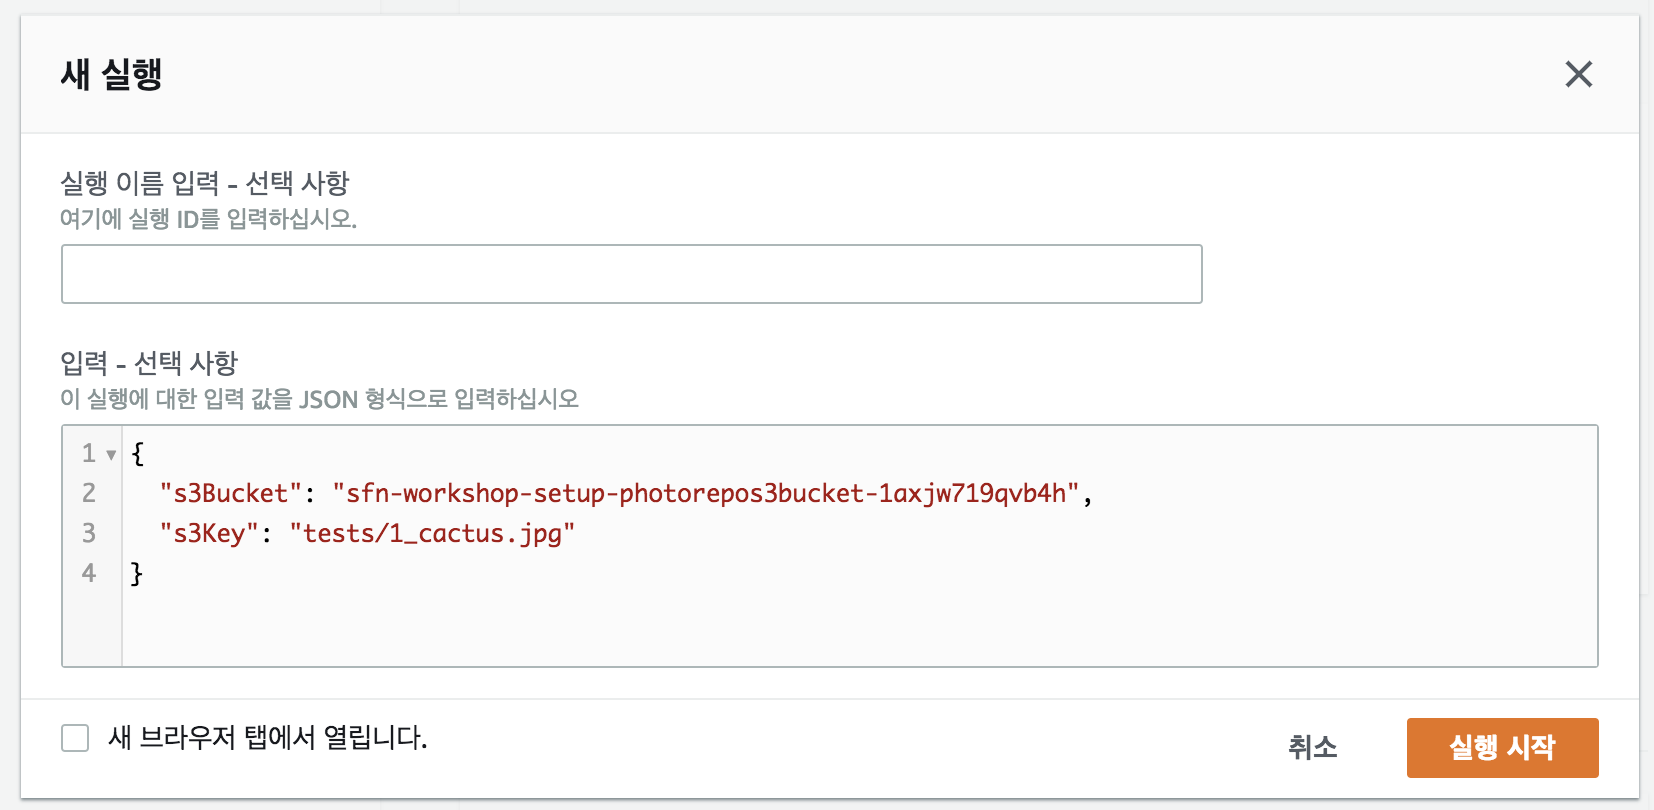 새 실행
실행 이름 입력 - 선택 사항
여기에 실행 ID를 입력하십시오.
입력 - 선택 사항
이 실행에 대한 입력 값을 JSON 형식으로 입력하십시오
1 {
2 "s3Bucket": "sfn-workshop-setup-photorepos3bucket-1axjw719qvb4h",
3 "s3Key": "tests/1_cactus.jpg"
4 }
새 브라우저 탭에서 열립니다.
취소
실행 시작